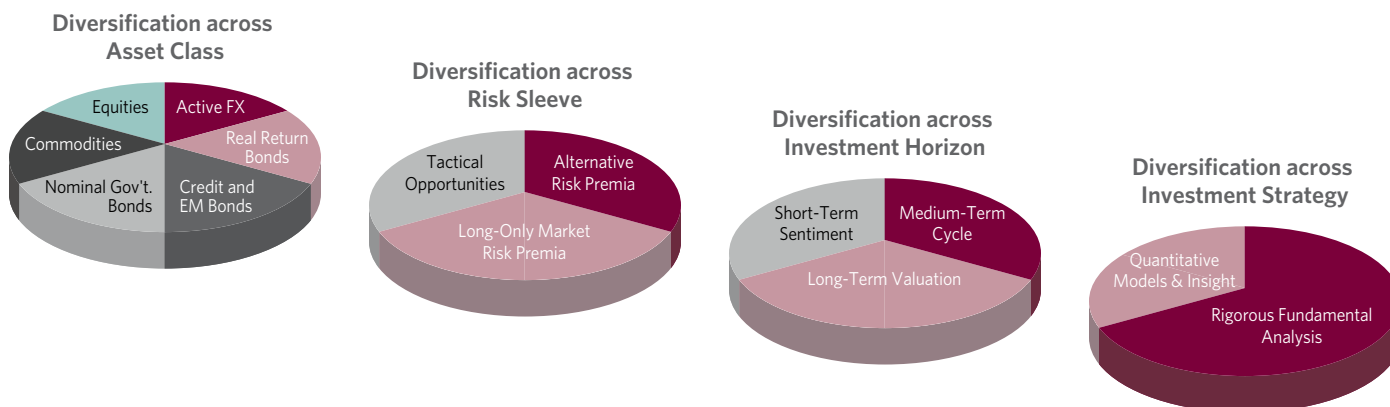 Diversification across
Asset Class
Equities
Active FX
Commodities
Real Return
Bonds
Nominal Gov't.
Bonds
Credit and
EM Bonds
Diversification across
Risk Sleeve
Tactical
Opportunities
Alternative
Risk Premia
Long-Only Market
Risk Premia
Diversification across
Investment Horizon
Short-Term
Sentiment
Medium-Term
Cycle
Long-Term Valuation
Diversification across
Investment Strategy
Quantitative
Models & Insight
Rigorous Fundamental
Analysis